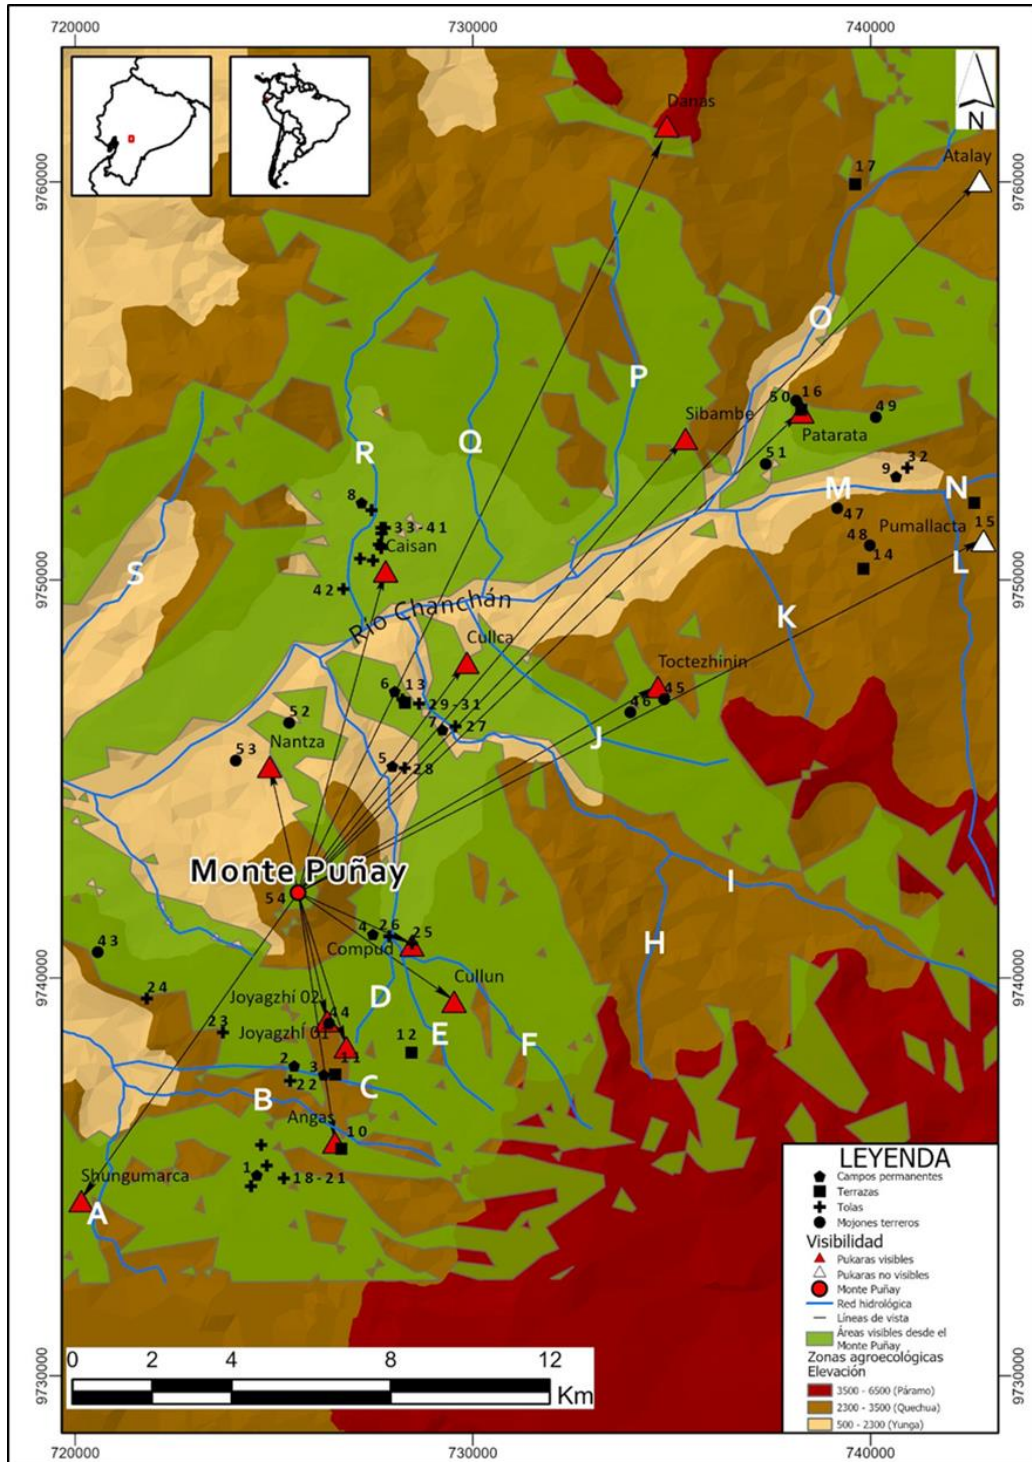 720000
730000
740000
N
Danas
Atalay
17
9760000
9760000
O
P
Sibambe
50
16
49
Patarata
Q
R
51
32
9
8
M
N
33-41
47
Pumallacta
15
Caisan
48
14
L
42
9750000
9750000
S
K
Río Chanchán
Cullca
Toctezhinin
6
13
45
29-31
46
7
27
J
52
Nantza
53
5
28
Monte Puñay
54
I
4
26
25
H
43
Compud
Cullun
9740000
9740000
24
D
Joyagzhí 02
44
23
Joyagzhí 01
E
F
12
2
3
11
22
C
B
Angas
10
1
18-21
Shungumarca
A
LEYENDA
Campos permanentes
Terrazas
Tolas
Mojones terreros
Visibilidad
Pukaras visibles
Pukaras no visibles
Monte Puñay
Red hidrológica
Líneas de vista
Áreas visibles desde el
Monte Puñay
Zonas agroecológicas
Elevación
3500 - 6500 (Páramo)
2300 - 3500 (Quechua)
500 - 2300 (Yunga)
0 2 4 8 12
Km
9730000
9730000
720000
730000
740000